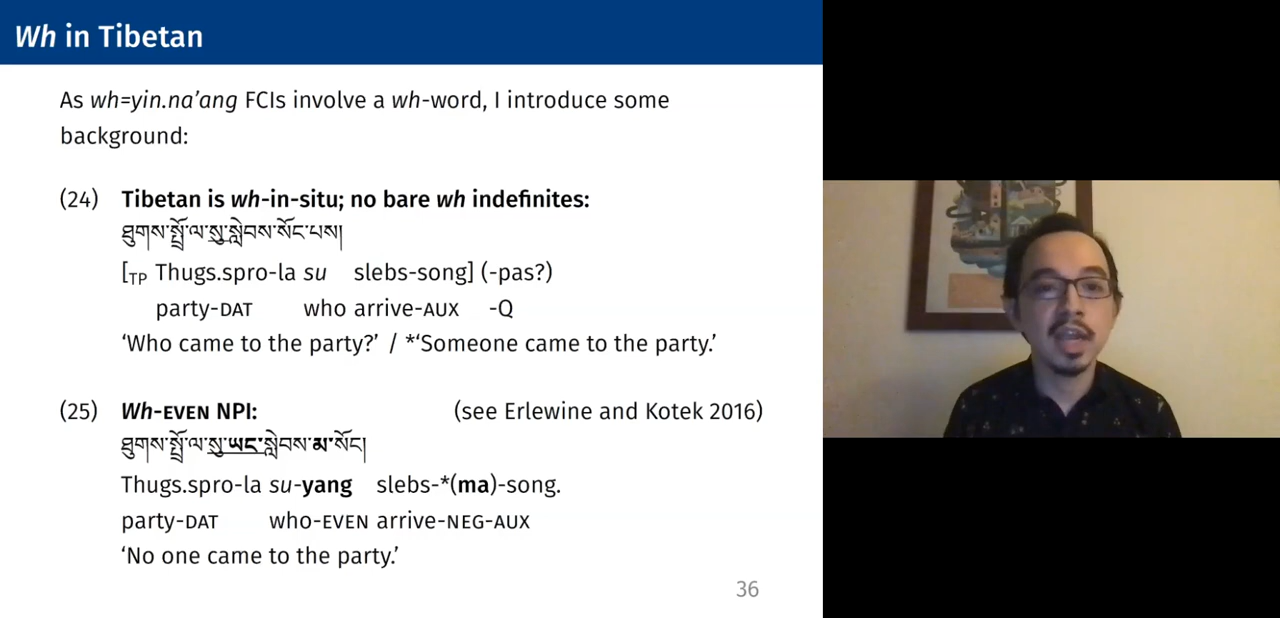 Wh in Tibetan
As wh=yin.na’ang FCIs involve a wh-word, I introduce some
background:
(24) Tibetan is wh-in-situ; no bare wh indefinites:
ཐུགས་སྤྲོ་ལ་སུ་སླེབས་སོང་པས།
[TP Thugs.spro-la su slebs-song] (-pas?)
party-DAT who arrive-AUX -Q
‘Who came to the party?’ / *‘Someone came to the party.’
(25) Wh-EVEN NPI: (see Erlewine and Kotek 2016)
ཐུགས་སྤྲོ་ལ་སུ་ཡང་སླེབས་མ་སོང།
Thugs.spro-la su-yang slebs-*(ma)-song.
party-DAT who-EVEN arrive-NEG-AUX
‘No one came to the party.’
36